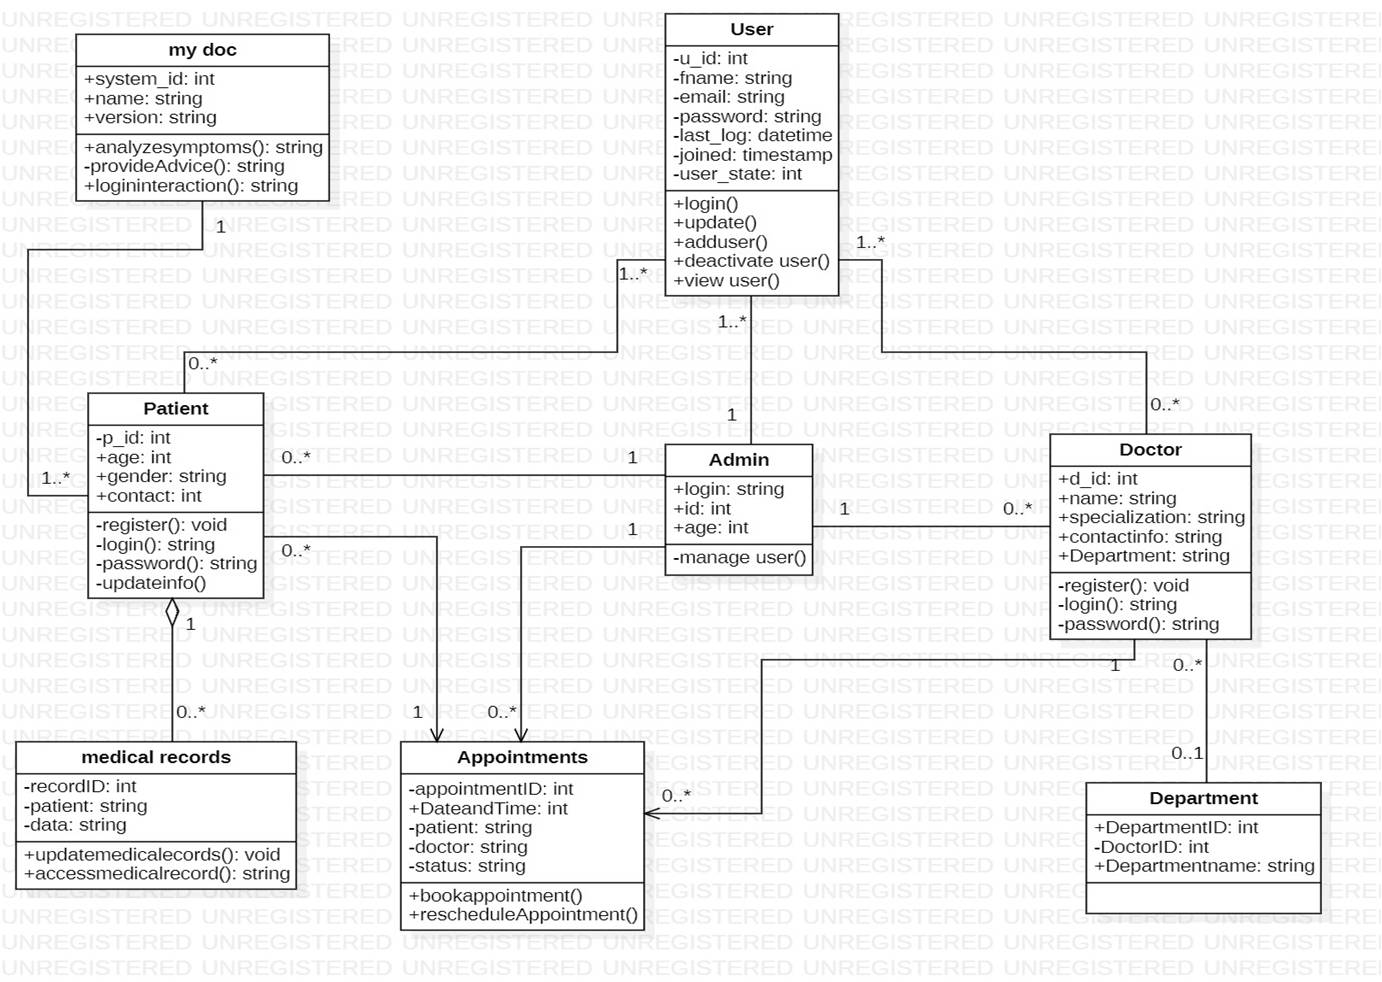 my doc
+system_id: int
+name: string
+version: string
+analyzesymptoms(): string
-provideAdvice(): string
+logininteraction(): string
1
1..*
User
-u_id: int
-fname: string
-email: string
-password: string
-last_log: datetime
-joined: timestamp
-user_state: int
+login()
+update()
+adduser()
+deactivate user()
+view user()
1..*
1..*
1..*
0..*
1
0..*
Patient
-p_id: int
+age: int
+gender: string
+contact: int
-register(): void
-login(): string
-password(): string
-updateinfo()
0..*
1
0..*
1
Admin
+login: string
+id: int
+age: int
-manage user()
1
0..*
Doctor
+d_id: int
+name: string
+specialization: string
+contactinfo: string
+Department: string
-register(): void
-login(): string
-password(): string
1
0..*
1
0..*
1
0..*
0..*
0..1
medical records
-recordID: int
-patient: string
-data: string
+updatemedicalecords(): void
+accessmedicalrecord(): string
Appointments
-appointmentID: int
+DateandTime: int
-patient: string
-doctor: string
-status: string
+bookappointment()
+rescheduleAppointment()
Department
+DepartmentID: int
-DoctorID: int
+Departmentname: string
UNREGISTERED